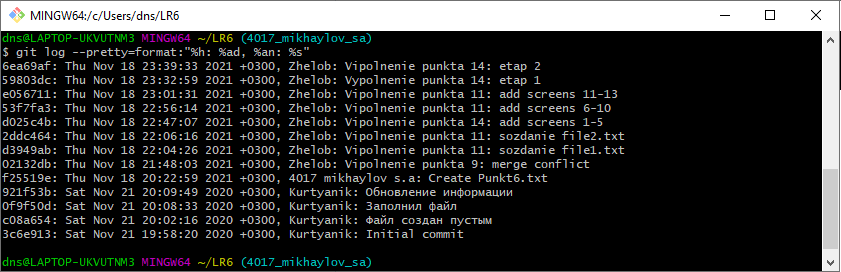 MINGW64:/c/Users/dns/LR6
dns@LAPTOP-UKVUTNM3 MINGW64 ~/LR6 (4017_mikhaylov_sa)
$ git log --pretty=format:"%h: %ad, %an: %s"
6ea69af: Thu Nov 18 23:39:33 2021 +0300, Zhelob: Vipolnenie punkta 14: etap 2
59803dc: Thu Nov 18 23:32:59 2021 +0300, Zhelob: Vypolnenie punkta 14: etap 1
e056711: Thu Nov 18 23:01:31 2021 +0300, Zhelob: Vipolnenie punkta 11: add screens 11-13
53f7fa3: Thu Nov 18 22:56:14 2021 +0300, Zhelob: Vipolnenie punkta 11: add screens 6-10
d025c4b: Thu Nov 18 22:47:07 2021 +0300, Zhelob: Vipolnenie punkta 14: add screens 1-5
2ddc464: Thu Nov 18 22:06:16 2021 +0300, Zhelob: Vipolnenie punkta 11: sozdanie file2.txt
d3949ab: Thu Nov 18 22:04:26 2021 +0300, Zhelob: Vipolnenie punkta 11: sozdanie file1.txt
02132db: Thu Nov 18 21:48:03 2021 +0300, Zhelob: Vipolnenie punkta 9: merge conflict
f25519e: Thu Nov 18 20:22:59 2021 +0300, 4017 mikhaylov s.a: Create Punkt6.txt
921f53b: Sat Nov 21 20:09:49 2020 +0300, Kurtyanik: Обновление информации
0f9f50d: Sat Nov 21 20:08:33 2020 +0300, Kurtyanik: Заполнил файл
c08a654: Sat Nov 21 20:02:16 2020 +0300, Kurtyanik: Файл создан пустым
3c6e913: Sat Nov 21 19:58:20 2020 +0300, Kurtyanik: Initial commit
dns@LAPTOP-UKVUTNM3 MINGW64 ~/LR6 (4017_mikhaylov_sa)